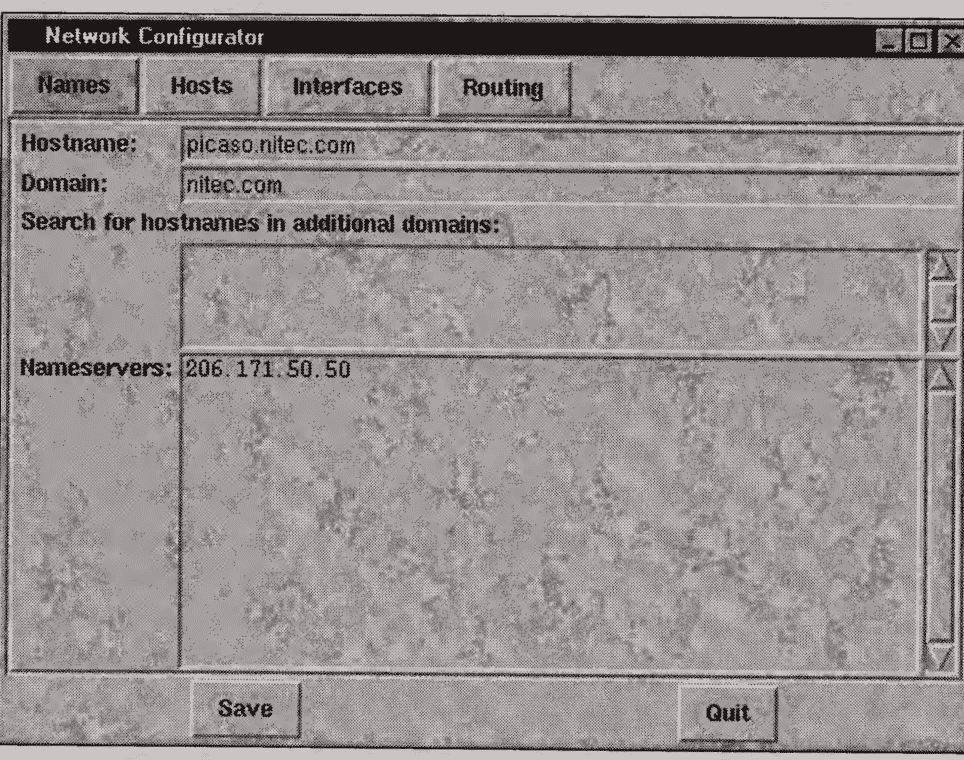 Network Configurator
Names Hosts Interfaces Routing
Hostname: picaso.nitec.com
Domain: nitec.com
Search for hostnames in additional domains:
Nameservers: 206.171.50.50
Save Quit